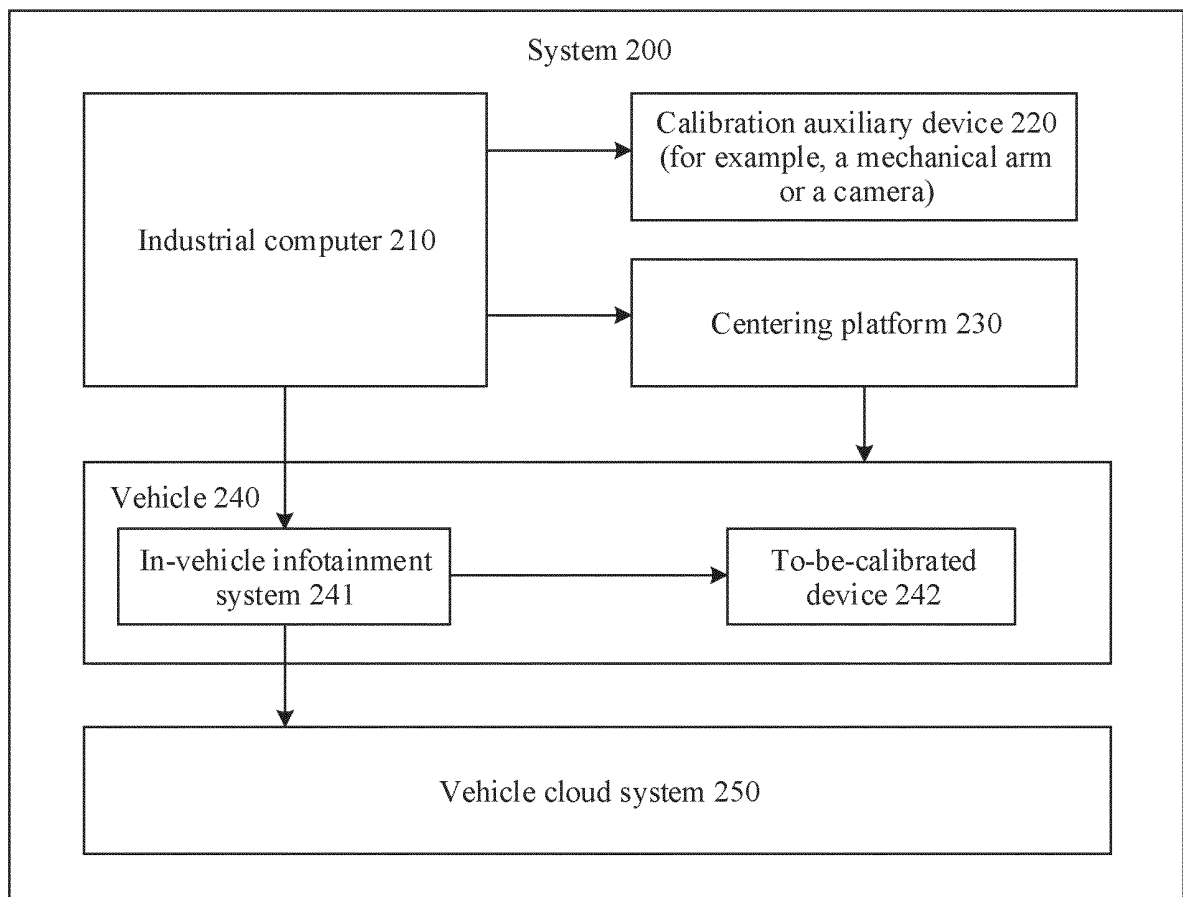 System 200
Industrial computer 210
Calibration auxiliary device 220
(for example, a mechanical arm
or a camera)
Centering platform 230
Vehicle 240
In-vehicle infotainment
system 241
To-be-calibrated
device 242
Vehicle cloud system 250